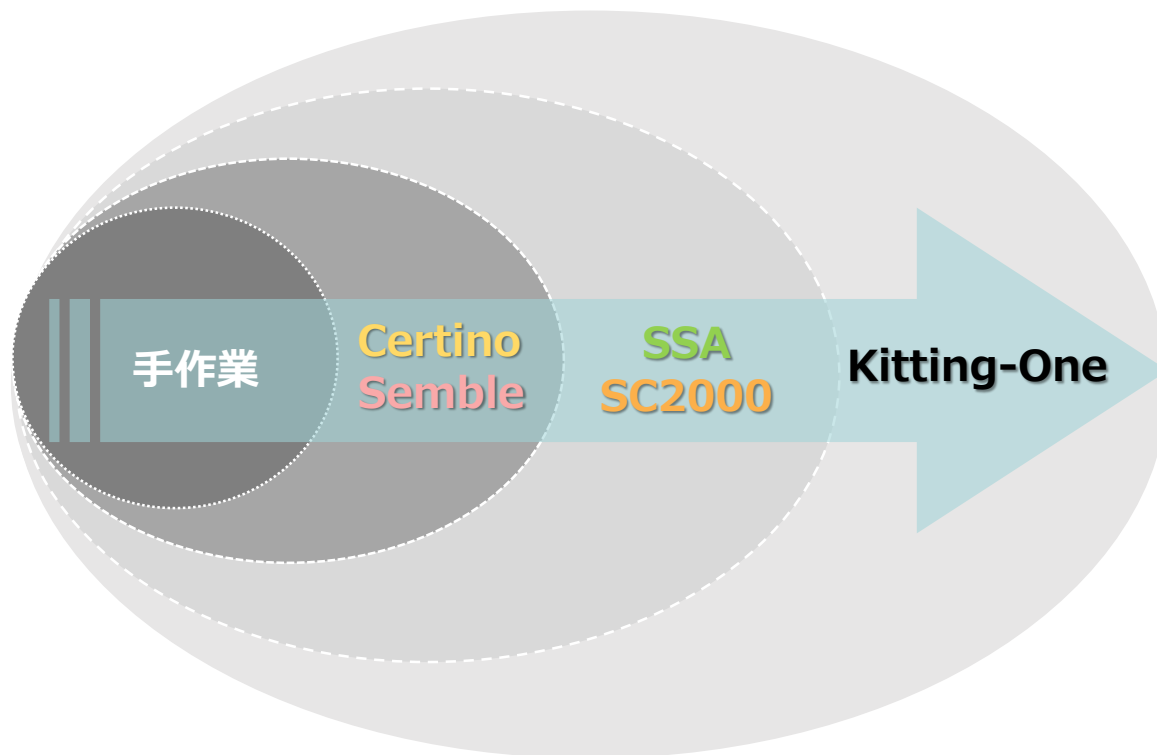 手作業
Certino
Semble
SSA
SC2000
Kitting-One